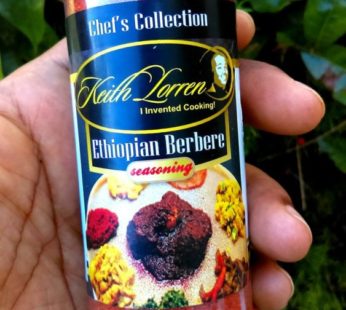 Chef's Collection
Keith Lorren
I Invented Cooking!
Ethiopian Berbere
seasoning